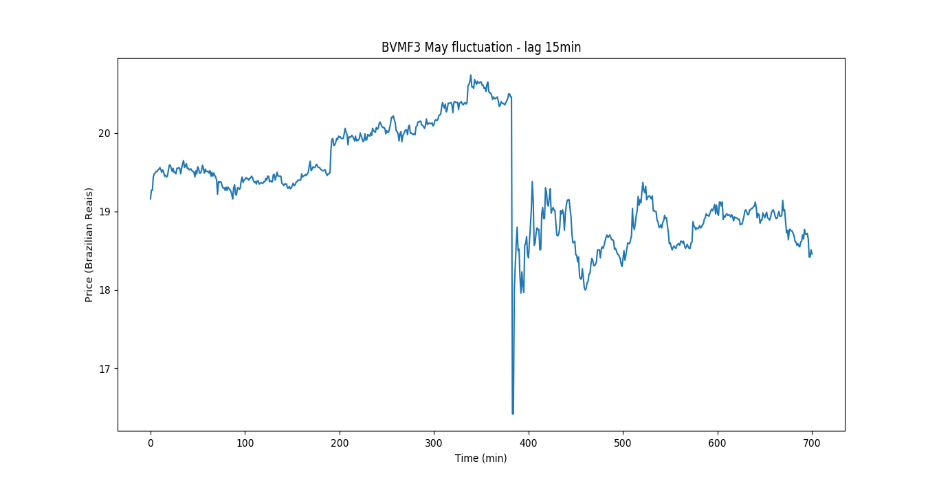 BVMF3 May fluctuation - lag 15min
Price (Brazilian Reais)
20
19
18
17
0 100 200 300 400 500 600 700
Time (min)